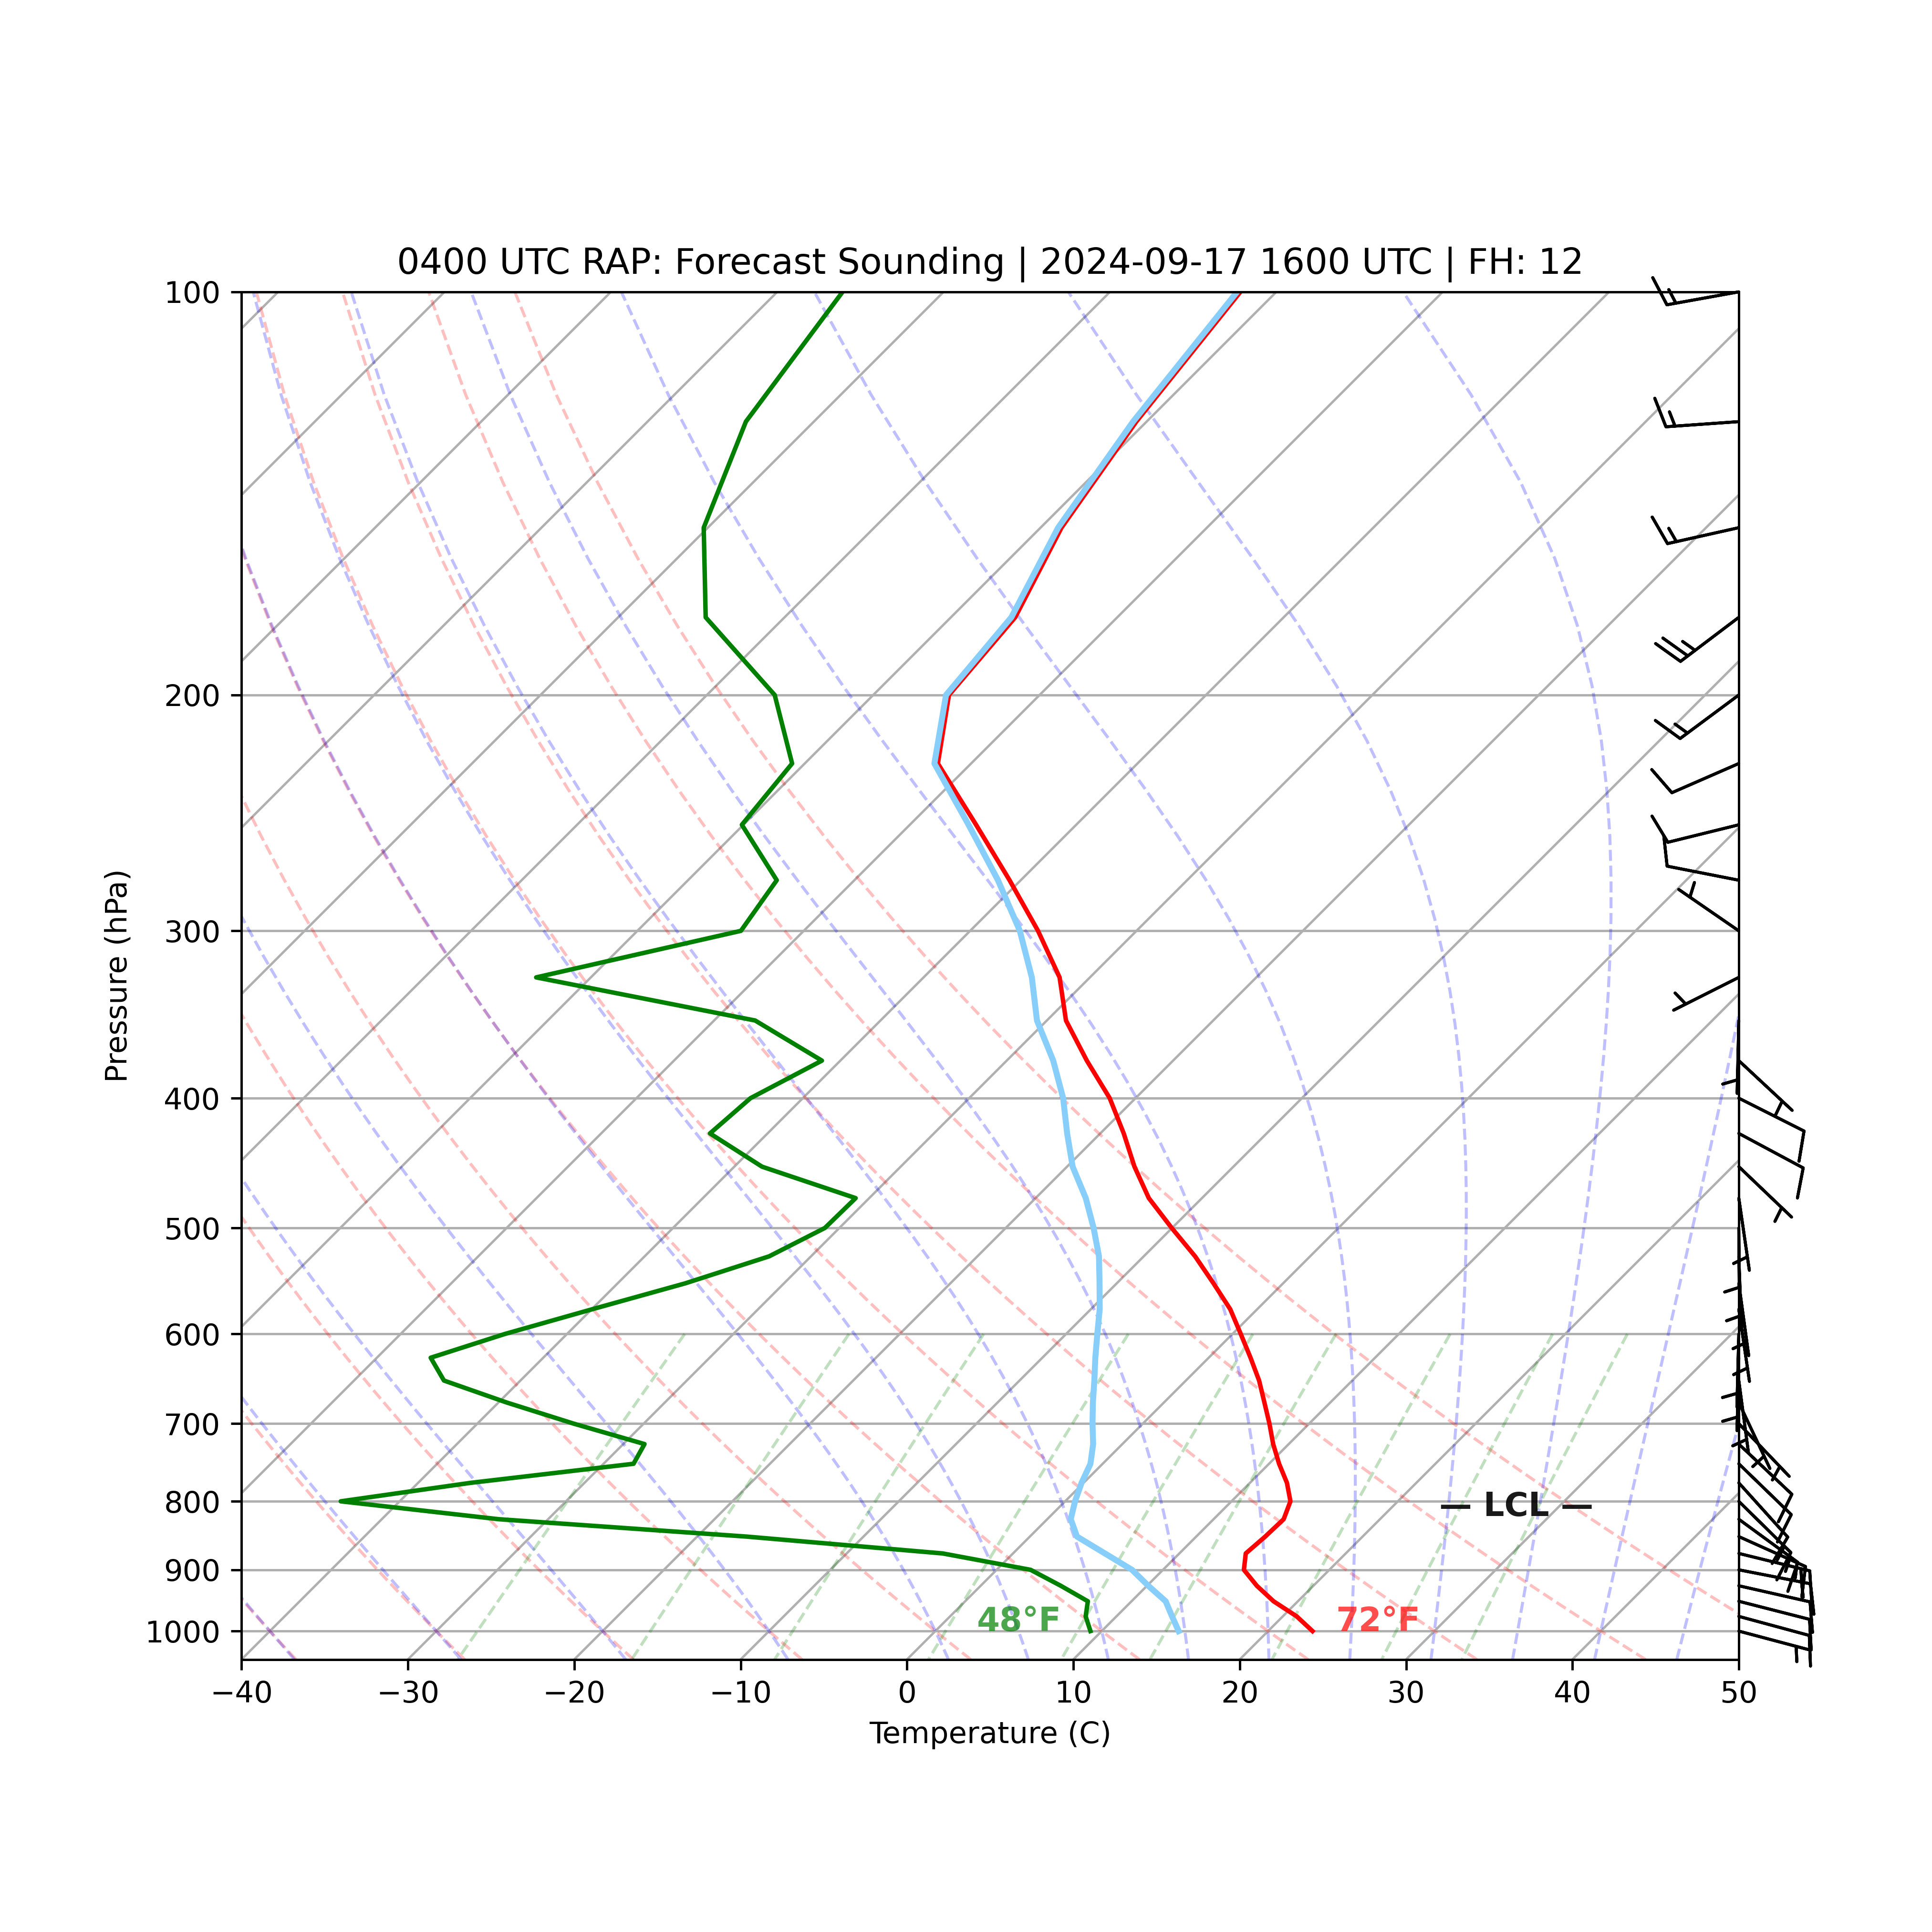 0400 UTC RAP: Forecast Sounding | 2024-09-17 1600 UTC | FH: 12
100
200
300
400
500
600
700
800
900
1000
Pressure (hPa)
— LCL —
48°F
72°F
−40 −30 −20 −10 0 10 20 30 40 50
Temperature (C)